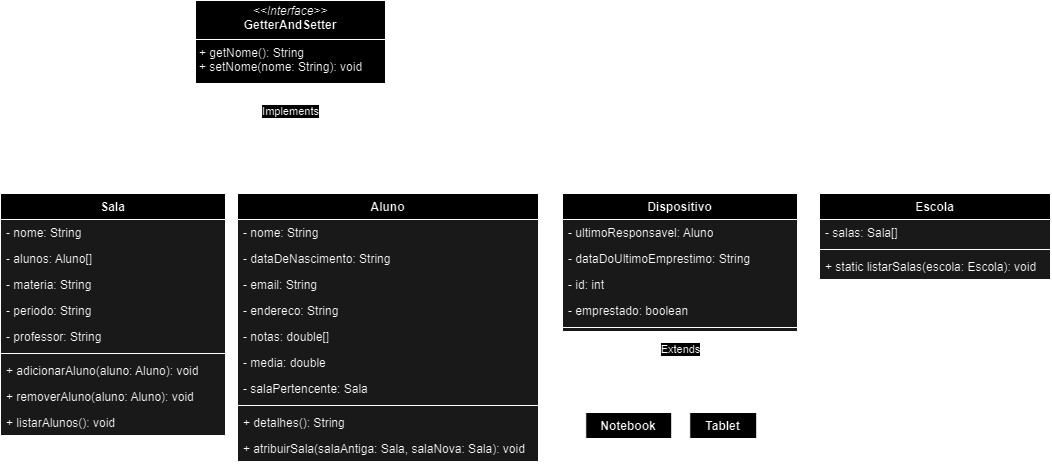 <<Interface>>
GetterAndSetter
+ getNome(): String
+ setNome(nome: String): void
Implements
Sala
- nome: String
- alunos: Aluno[]
- materia: String
- periodo: String
- professor: String
+ adicionarAluno(aluno: Aluno): void
+ removerAluno(aluno: Aluno): void
+ listarAlunos(): void
Aluno
- nome: String
- dataDeNascimento: String
- email: String
- endereco: String
- notas: double[]
- media: double
- salaPertencente: Sala
+ detalhes(): String
+ atribuirSala(salaAntiga: Sala, salaNova: Sala): void
Dispositivo
- ultimoResponsavel: Aluno
- dataDoUltimoEmprestimo: String
- id: int
- emprestado: boolean
Extends
Notebook
Tablet
Escola
- salas: Sala[]
+ static listarSalas(escola: Escola): void